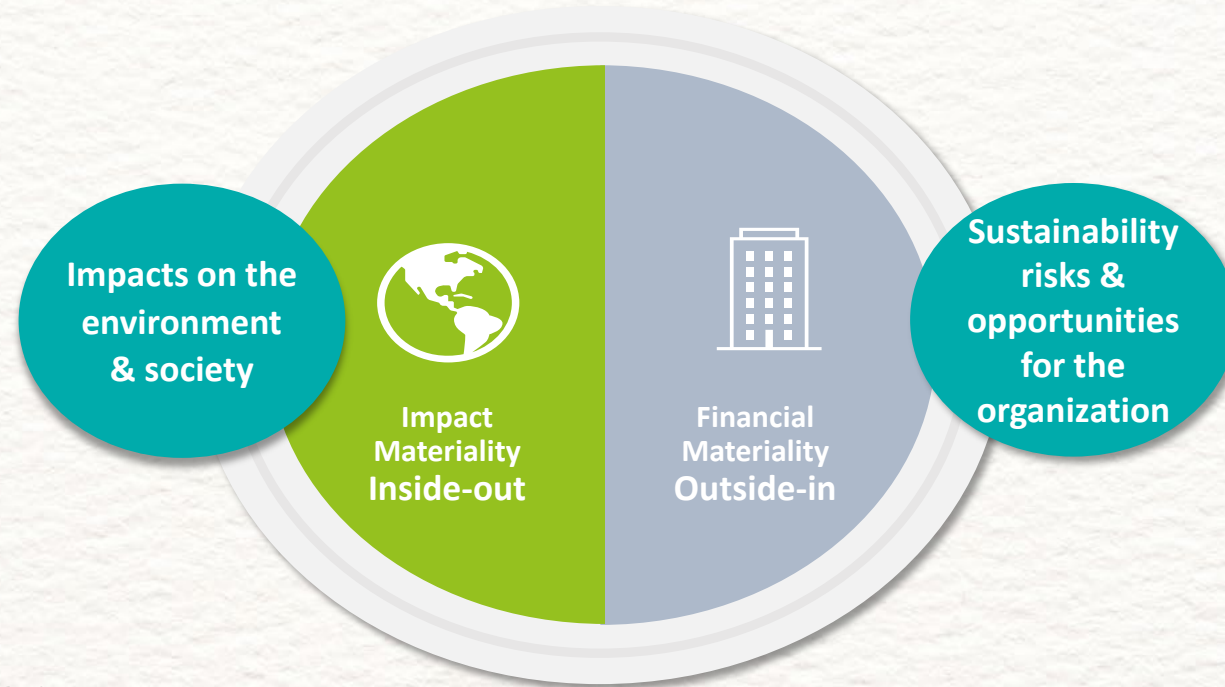 Impacts on the
environment
& society
Impact
Materiality
Inside-out
Financial
Materiality
Outside-in
Sustainability
risks &
opportunities
for the
organization